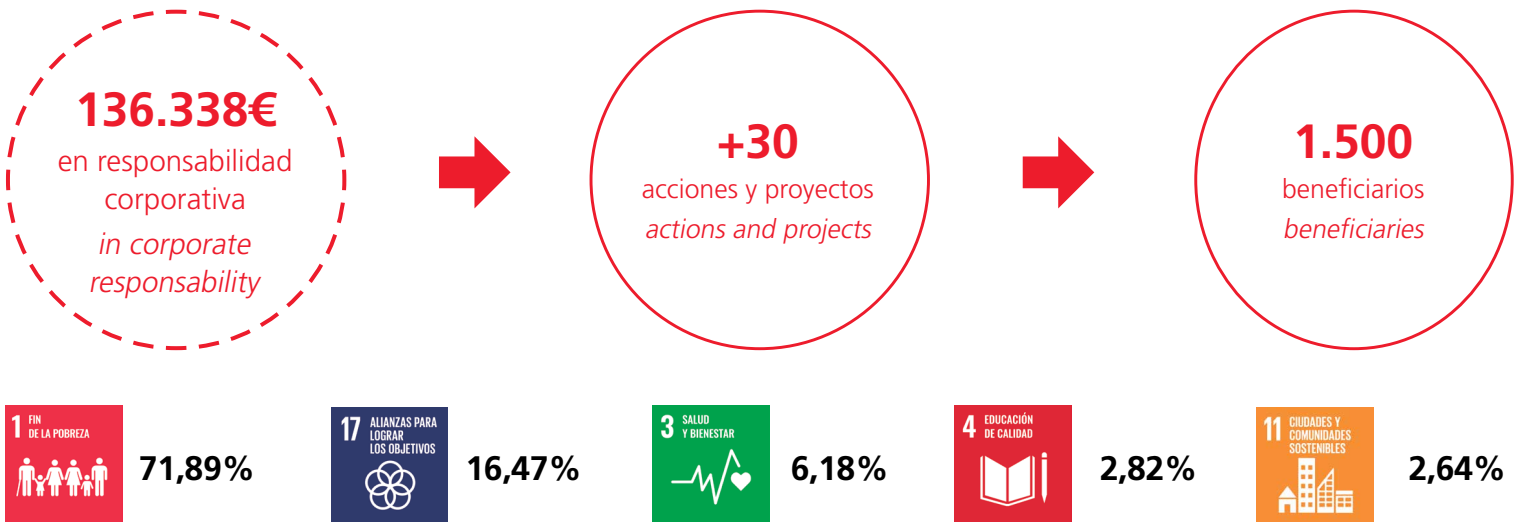 136.338€
en responsabilidad
corporativa
in corporate
responsability
+30
acciones y proyectos
actions and projects
1.500
beneficiarios
beneficiaries
1 FIN
DE LA POBREZA
71,89%
17 ALIANZAS PARA
LOGRAR
LOS OBJETIVOS
16,47%
3 SALUD
Y BIENESTAR
6,18%
4 EDUCACIÓN
DE CALIDAD
2,82%
11 CIUDADES Y
COMUNIDADES
SOSTENIBLES
2,64%